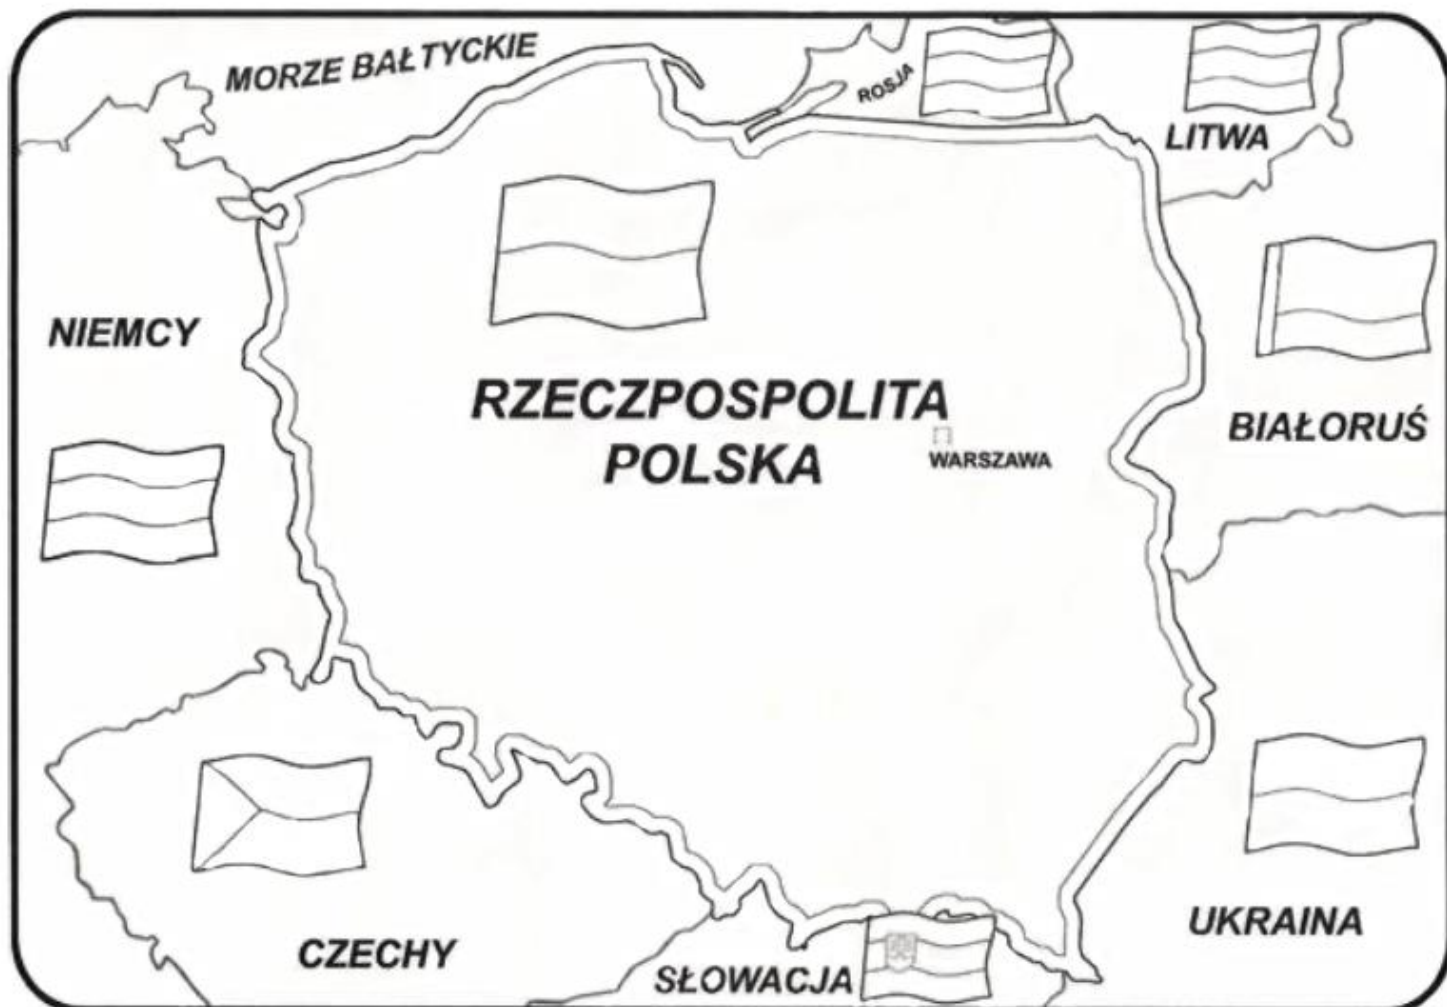 MORZE BAŁTYCKIE
ROSJA
LITWA
NIEMCY
RZECZPOSPOLITA
POLSKA
WARSZAWA
BIAŁORUŚ
UKRAINA
CZECHY
SŁOWACJA